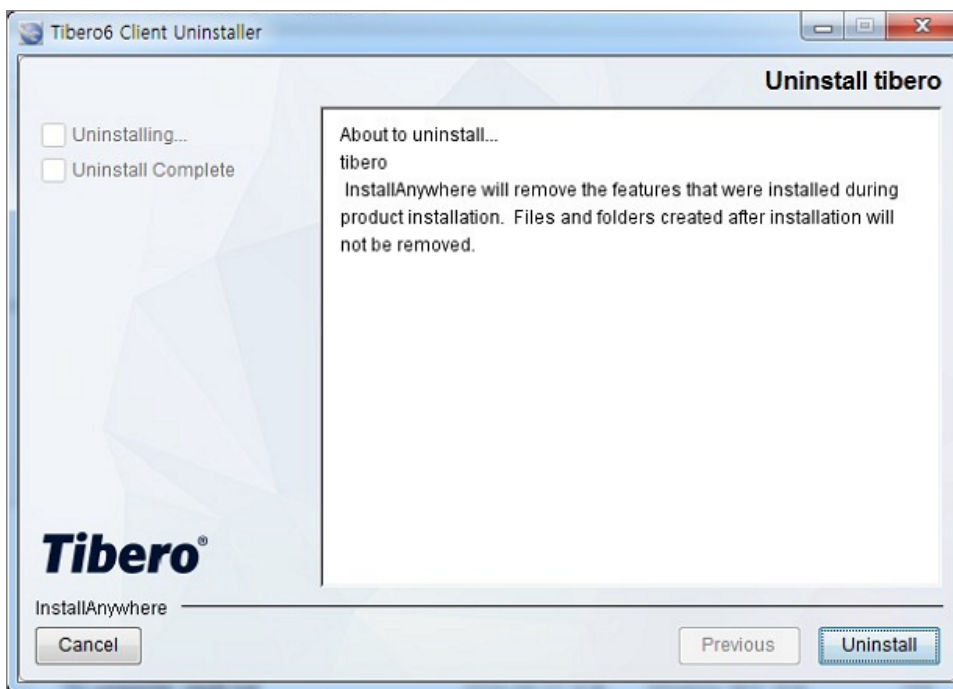 Tibero6 Client Uninstaller
Uninstall tibero
Uninstalling...
Uninstall Complete
About to uninstall...
tibero
InstallAnywhere will remove the features that were installed during
product installation.  Files and folders created after installation will
not be removed.
Tibero®
InstallAnywhere
Cancel
Previous
Uninstall